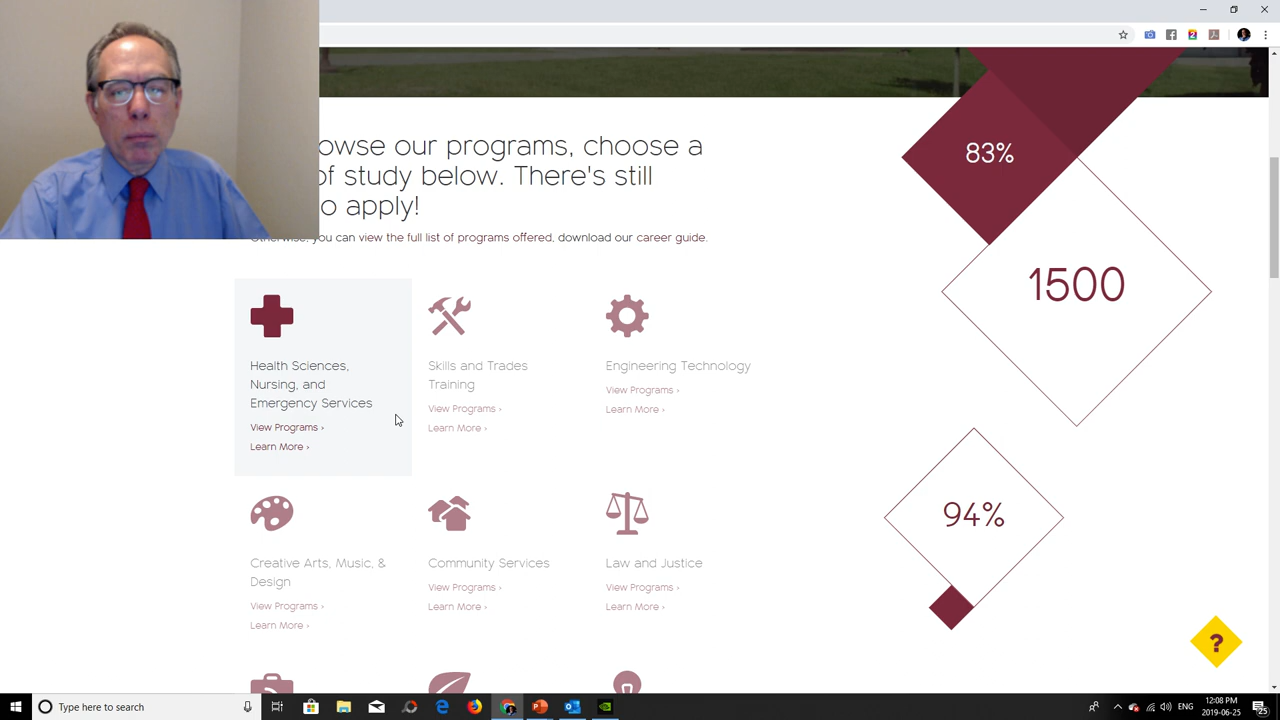 owse our programs, choose a
of study below. There's still
o apply!
Otherwise, you can view the full list of programs offered, download our career guide.
83%
1500
94%
Health Sciences,
Nursing, and
Emergency Services
View Programs ›
Learn More ›
Skills and Trades
Training
View Programs ›
Learn More ›
Engineering Technology
View Programs ›
Learn More ›
Creative Arts, Music, &
Design
View Programs ›
Learn More ›
Community Services
View Programs ›
Learn More ›
Law and Justice
View Programs ›
Learn More ›
?
Type here to search
ENG
12:08 PM
2019-06-25
25